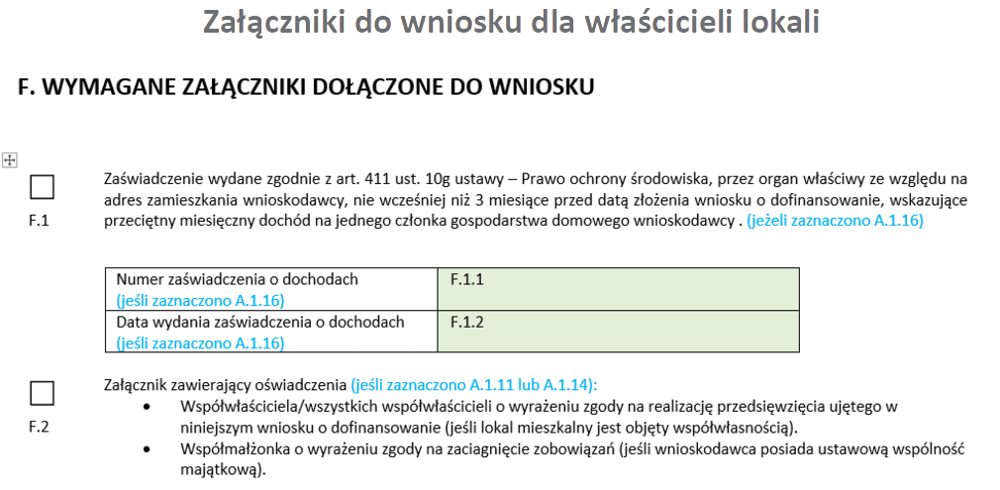 Załączniki do wniosku dla właścicieli lokali
F. WYMAGANE ZAŁĄCZNIKI DOŁĄCZONE DO WNIOSKU
Zaświadczenie wydane zgodnie z art. 411 ust. 10g ustawy – Prawo ochrony środowiska, przez organ właściwy ze względu na
adres zamieszkania wnioskodawcy, nie wcześniej niż 3 miesiące przed datą złożenia wniosku o dofinansowanie, wskazujące
F.1
przeciętny miesięczny dochód na jednego członka gospodarstwa domowego wnioskodawcy . (jeżeli zaznaczono A.1.16)
Numer zaświadczenia o dochodach
(jeśli zaznaczono A.1.16)
F.1.1
Data wydania zaświadczenia o dochodach
(jeśli zaznaczono A.1.16)
F.1.2
Załącznik zawierający oświadczenia (jeśli zaznaczono A.1.11 lub A.1.14):
F.2
• Współwłaściciela/wszystkich współwłaścicieli o wyrażeniu zgody na realizację przedsięwzięcia ujętego w
niniejszym wniosku o dofinansowanie (jeśli lokal mieszkalny jest objęty współwłasnością).
• Współmałżonka o wyrażeniu zgody na zaciagnięcie zobowiązań (jeśli wnioskodawca posiada ustawową wspólność
majątkową).